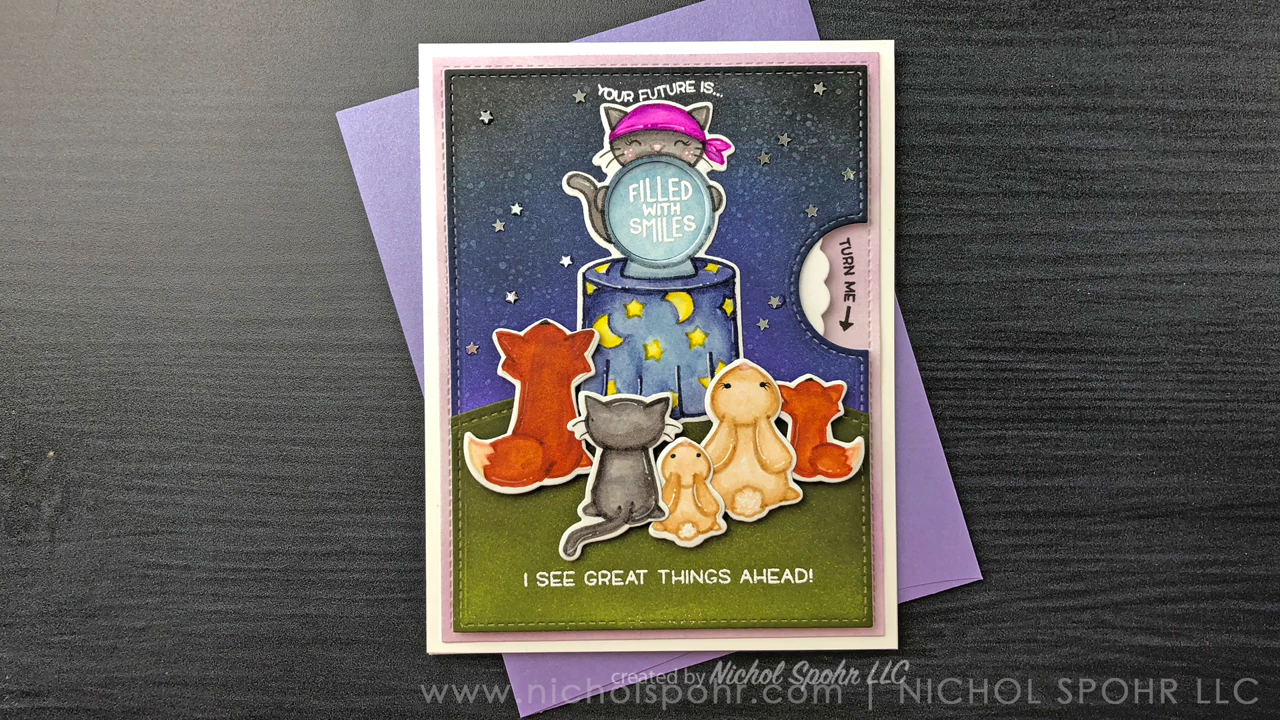 YOUR FUTURE IS...
FILLED
WITH
SMILES
TURN ME
I SEE GREAT THINGS AHEAD!
created by Nichol Spohr LLC
www.nicholspohr.com | NICHOL SPOHR LLC